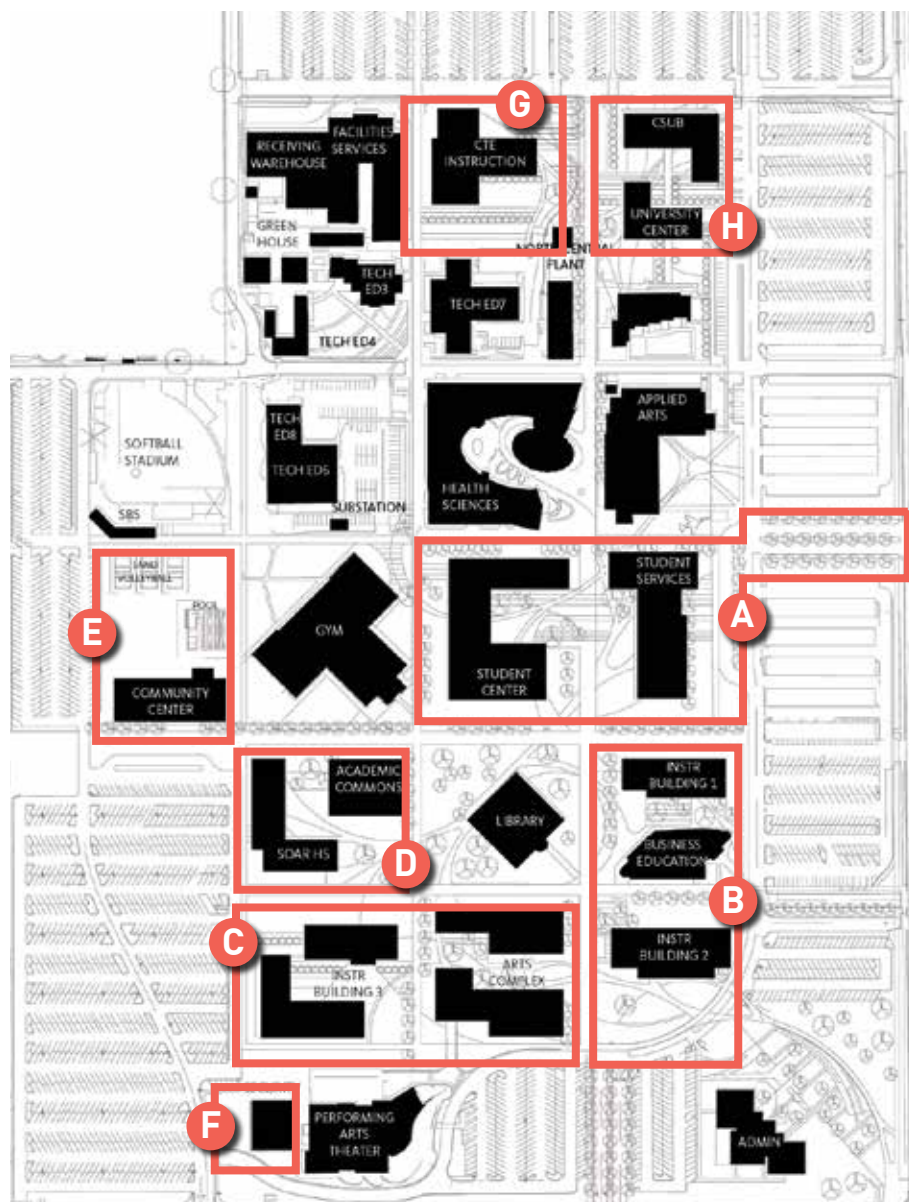 G
CSUB
FACILITIES
SERVICES
RECEIVING
WAREHOUSE
CTE
INSTRUCTION
GREEN
HOUSE
UNIVERSITY
CENTER
H
NORTH CENTRAL
PLANT
TECH
ED3
TECH ED7
TECH ED4
APPLIED
ARTS
TECH
ED8
SOFTBALL
STADIUM
TECH ED6
HEALTH
SCIENCES
SUBSTATION
SBS
SAND
VOLLEYBALL
STUDENT
SERVICES
POOL
A
E
GYM
STUDENT
CENTER
COMMUNITY
CENTER
ACADEMIC
COMMONS
INSTR
BUILDING 1
LIBRARY
SOAR HS
BUSINESS
EDUCATION
D
B
C
INSTR
BUILDING 2
INSTR
BUILDING 3
ARTS
COMPLEX
F
PERFORMING
ARTS
THEATER
ADMIN